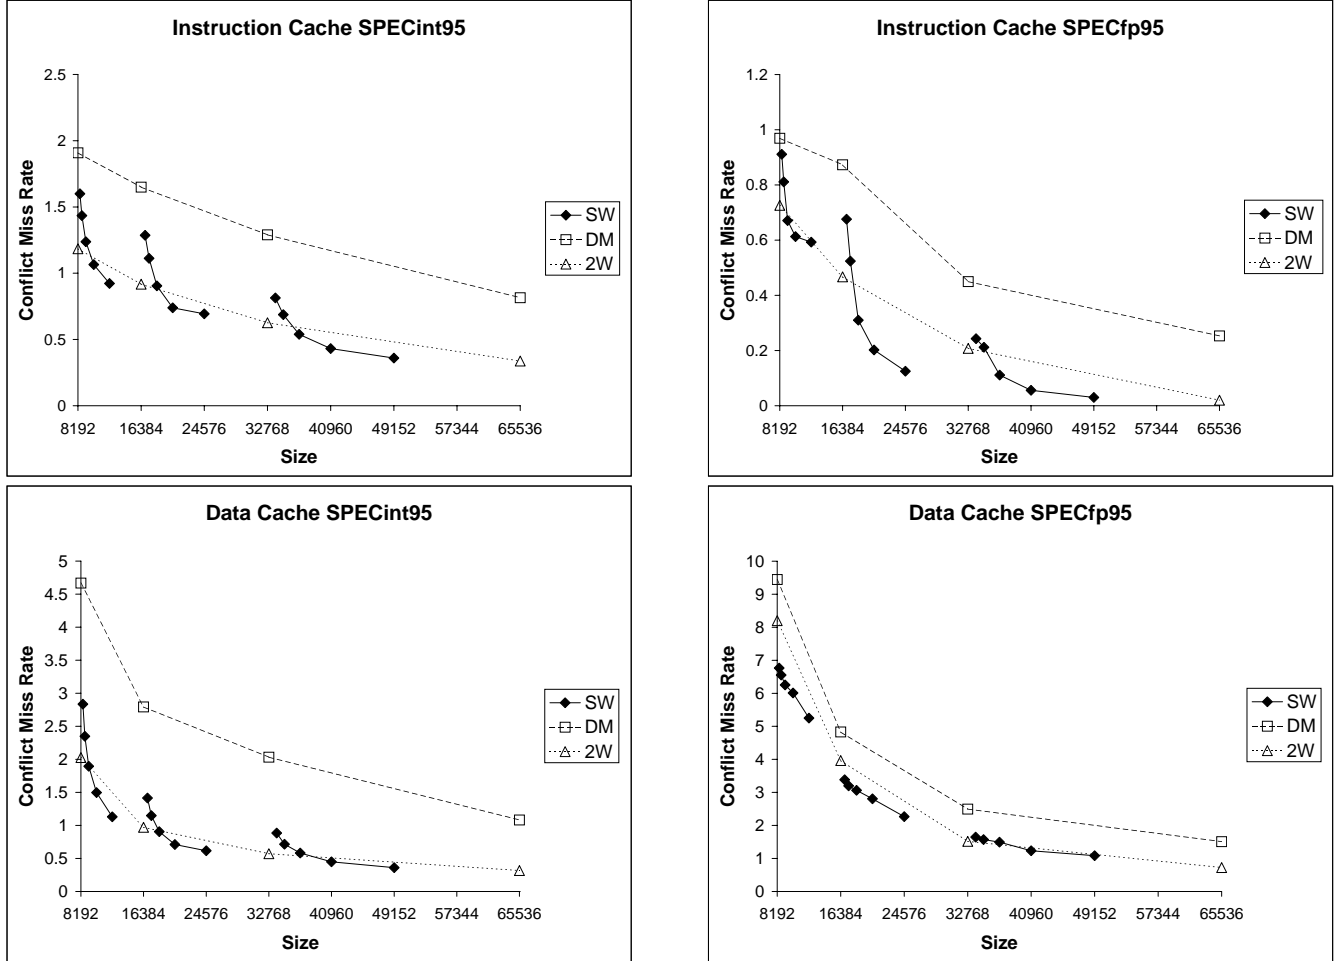 Instruction Cache SPECint95
Conflict Miss Rate
2.5
2
1.5
1
0.5
0
8192 16384 24576 32768 40960 49152 57344 65536
Size
SW
DM
2W
Instruction Cache SPECfp95
Conflict Miss Rate
1.2
1
0.8
0.6
0.4
0.2
0
8192 16384 24576 32768 40960 49152 57344 65536
Size
SW
DM
2W
Data Cache SPECint95
Conflict Miss Rate
5
4.5
4
3.5
3
2.5
2
1.5
1
0.5
0
8192 16384 24576 32768 40960 49152 57344 65536
Size
SW
DM
2W
Data Cache SPECfp95
Conflict Miss Rate
10
9
8
7
6
5
4
3
2
1
0
8192 16384 24576 32768 40960 49152 57344 65536
Size
SW
DM
2W